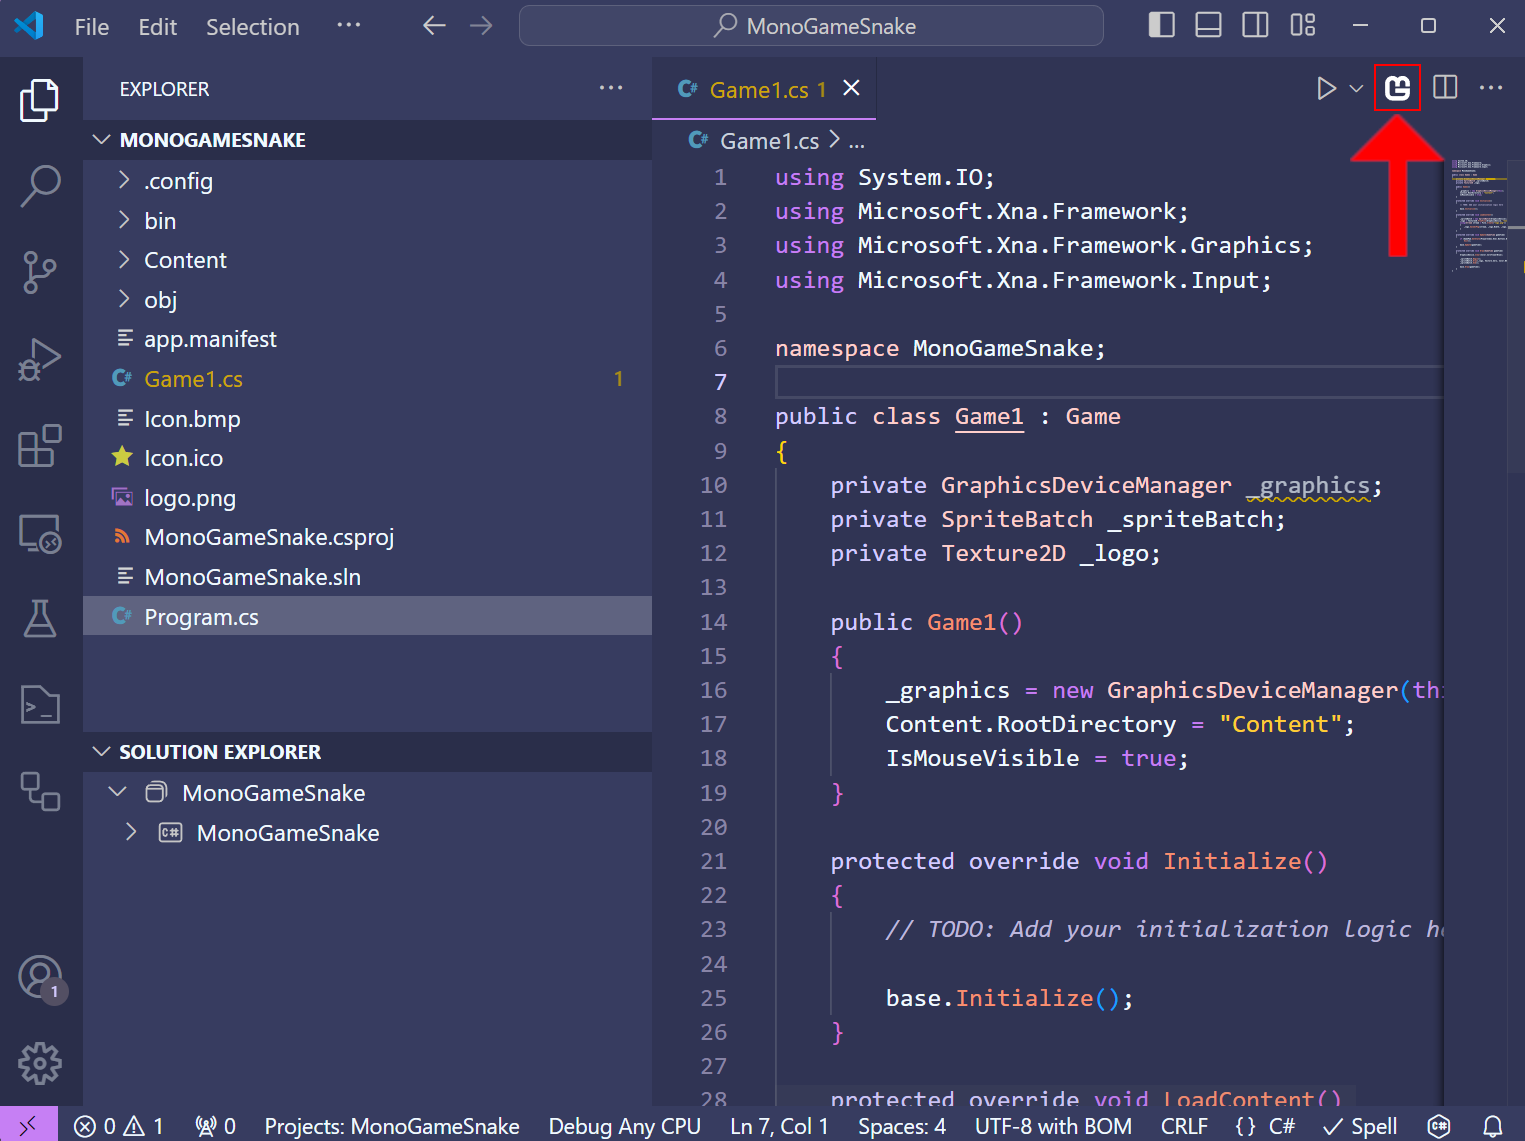 File Edit Selection ··· MonoGameSnake
EXPLORER ···
MONOGAMESNAKE
.config
bin
Content
obj
app.manifest
Game1.cs 1
Icon.bmp
Icon.ico
logo.png
MonoGameSnake.csproj
MonoGameSnake.sln
Program.cs
SOLUTION EXPLORER
MonoGameSnake
C# MonoGameSnake
1
C# Game1.cs 1
C# Game1.cs > ...
1 using System.IO;
2 using Microsoft.Xna.Framework;
3 using Microsoft.Xna.Framework.Graphics;
4 using Microsoft.Xna.Framework.Input;
5
6 namespace MonoGameSnake;
7
8 public class Game1 : Game
9 {
10 private GraphicsDeviceManager _graphics;
11 private SpriteBatch _spriteBatch;
12 private Texture2D _logo;
13
14 public Game1()
15 {
16 _graphics = new GraphicsDeviceManager(thi
17 Content.RootDirectory = "Content";
18 IsMouseVisible = true;
19 }
20
21 protected override void Initialize()
22 {
23 // TODO: Add your initialization logic he
24
25 base.Initialize();
26 }
27
28 protected override void LoadContent()
0 1 0 Projects: MonoGameSnake Debug Any CPU Ln 7, Col 1 Spaces: 4 UTF-8 with BOM CRLF {} C# Spell